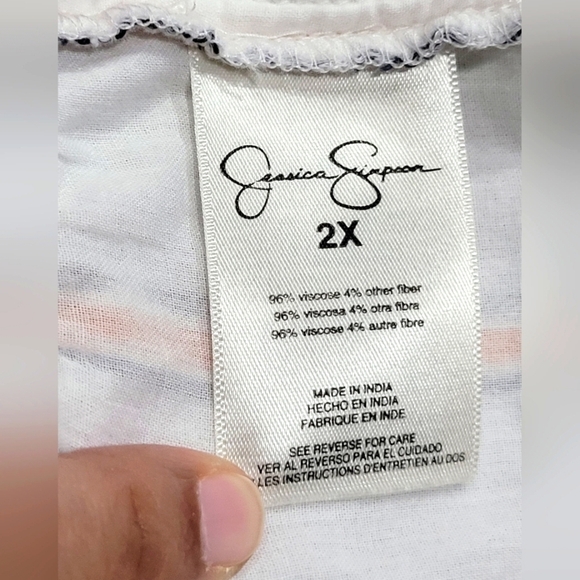 Jessica Simpson
2X
96% viscose 4% other fiber
96% viscosa 4% otra fibra
96% viscose 4% autre fibre
MADE IN INDIA
HECHO EN INDIA
FABRIQUE EN INDE
SEE REVERSE FOR CARE
VER AL REVERSO PARA EL CUIDADO
LES INSTRUCTIONS D'ENTRETIEN AU DOS